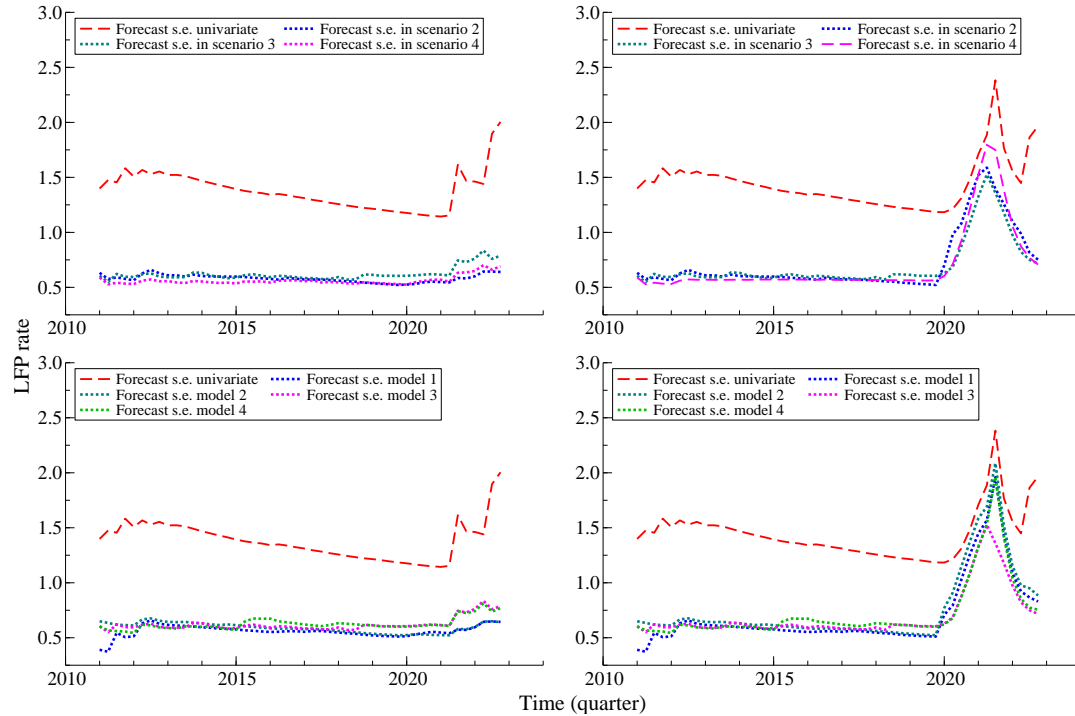 3.0
Forecast s.e. univariate Forecast s.e. in scenario 2
Forecast s.e. in scenario 3 Forecast s.e. in scenario 4
2.5
2.0
1.5
1.0
0.5
2010 2015 2020
3.0
Forecast s.e. univariate Forecast s.e. in scenario 2
Forecast s.e. in scenario 3 Forecast s.e. in scenario 4
2.5
2.0
1.5
1.0
0.5
2010 2015 2020
LFP rate
3.0
Forecast s.e. univariate Forecast s.e. model 1
Forecast s.e. model 2 Forecast s.e. model 3
Forecast s.e. model 4
2.5
2.0
1.5
1.0
0.5
2010 2015 2020
3.0
Forecast s.e. univariate Forecast s.e. model 1
Forecast s.e. model 2 Forecast s.e. model 3
Forecast s.e. model 4
2.5
2.0
1.5
1.0
0.5
2010 2015 2020
Time (quarter)